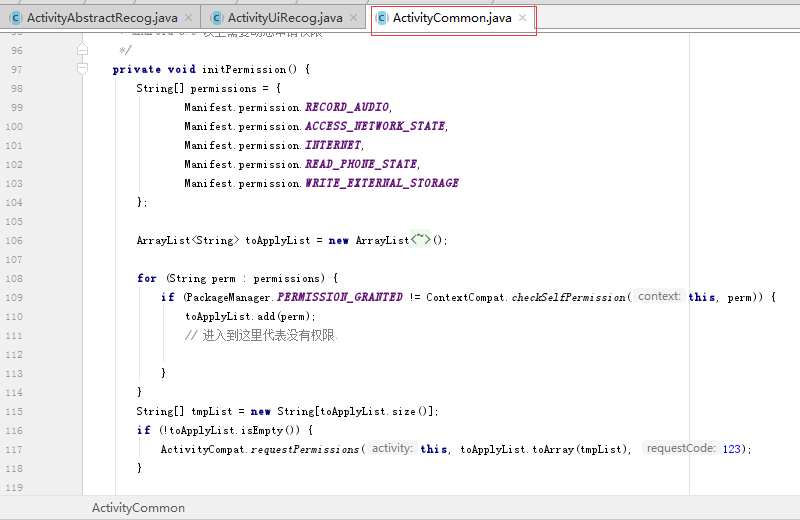 ActivityAbstractRecog.java × ActivityUiRecog.java × ActivityCommon.java ×
96 */
97 private void initPermission() {
98 String[] permissions = {
99 Manifest.permission.RECORD_AUDIO,
100 Manifest.permission.ACCESS_NETWORK_STATE,
101 Manifest.permission.INTERNET,
102 Manifest.permission.READ_PHONE_STATE,
103 Manifest.permission.WRITE_EXTERNAL_STORAGE
104 };
105
106 ArrayList<String> toApplyList = new ArrayList<~>();
107
108 for (String perm : permissions) {
109 if (PackageManager.PERMISSION_GRANTED != ContextCompat.checkSelfPermission( context: this, perm)) {
110 toApplyList.add(perm);
111 // 进入到这里代表没有权限.
112
113 }
114 }
115 String[] tmpList = new String[toApplyList.size()];
116 if (!toApplyList.isEmpty()) {
117 ActivityCompat.requestPermissions( activity: this, toApplyList.toArray(tmpList), requestCode: 123);
118 }
119
ActivityCommon